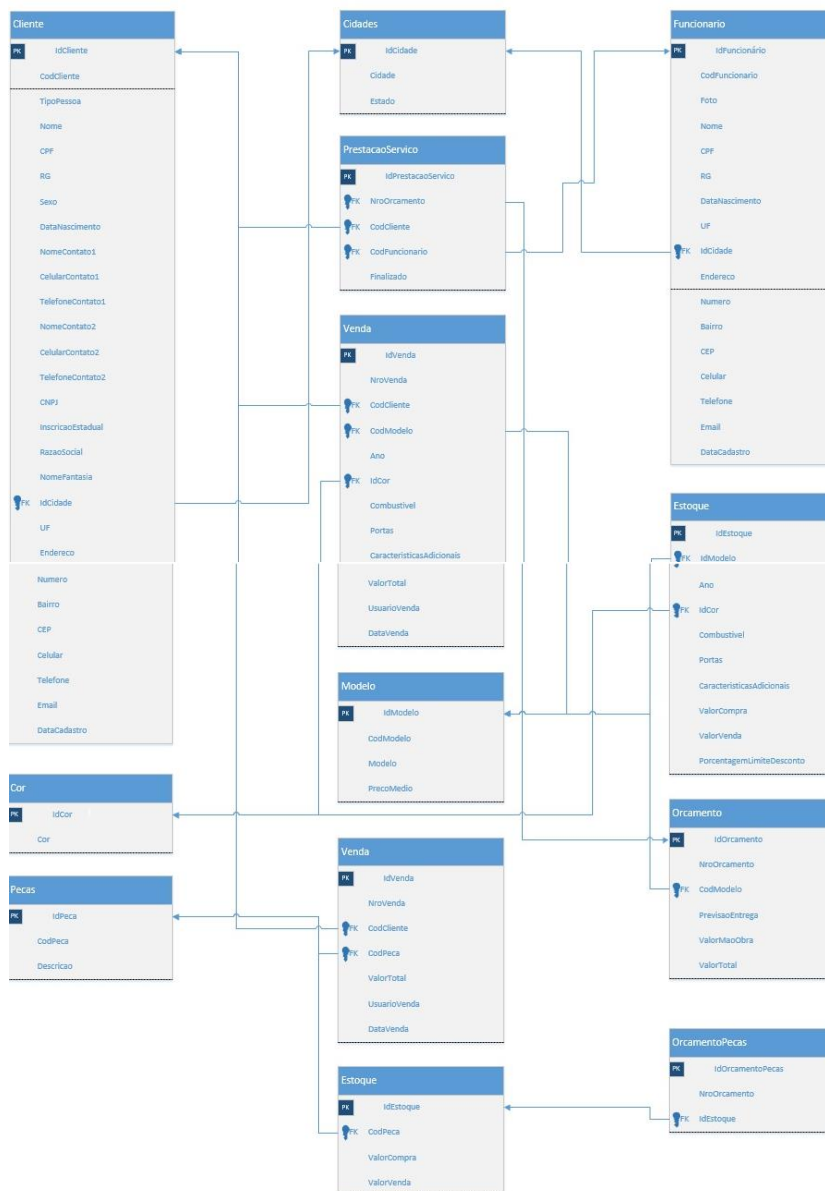 Cliente
PK IdCliente
CodCliente
TipoPessoa
Nome
CPF
RG
Sexo
DataNascimento
NomeContato1
CelularContato1
TelefoneContato1
NomeContato2
CelularContato2
TelefoneContato2
CNPJ
InscricaoEstadual
RazaoSocial
NomeFantasia
FK IdCidade
UF
Endereco
Numero
Bairro
CEP
Celular
Telefone
Email
DataCadastro
Cor
PK IdCor
Cor
Pecas
PK IdPeca
CodPeca
Descricao
Cidades
PK IdCidade
Cidade
Estado
PrestacaoServico
PK IdPrestacaoServico
FK NroOrcamento
FK CodCliente
FK CodFuncionario
Finalizado
Venda
PK IdVenda
NroVenda
FK CodCliente
FK CodModelo
Ano
FK IdCor
Combustivel
Portas
CaracteristicasAdicionais
ValorTotal
UsuarioVenda
DataVenda
Modelo
PK IdModelo
CodModelo
Modelo
PrecoMedio
Venda
PK IdVenda
NroVenda
FK CodCliente
FK CodPeca
ValorTotal
UsuarioVenda
DataVenda
Estoque
PK IdEstoque
FK CodPeca
ValorCompra
ValorVenda
Funcionario
PK IdFuncionário
CodFuncionario
Foto
Nome
CPF
RG
DataNascimento
UF
FK IdCidade
Endereco
Numero
Bairro
CEP
Celular
Telefone
Email
DataCadastro
Estoque
PK IdEstoque
FK IdModelo
Ano
FK IdCor
Combustivel
Portas
CaracteristicasAdicionais
ValorCompra
ValorVenda
PorcentagemLimiteDesconto
Orcamento
PK IdOrcamento
NroOrcamento
FK CodModelo
PrevisaoEntrega
ValorMaoObra
ValorTotal
OrcamentoPecas
PK IdOrcamentoPecas
NroOrcamento
FK IdEstoque